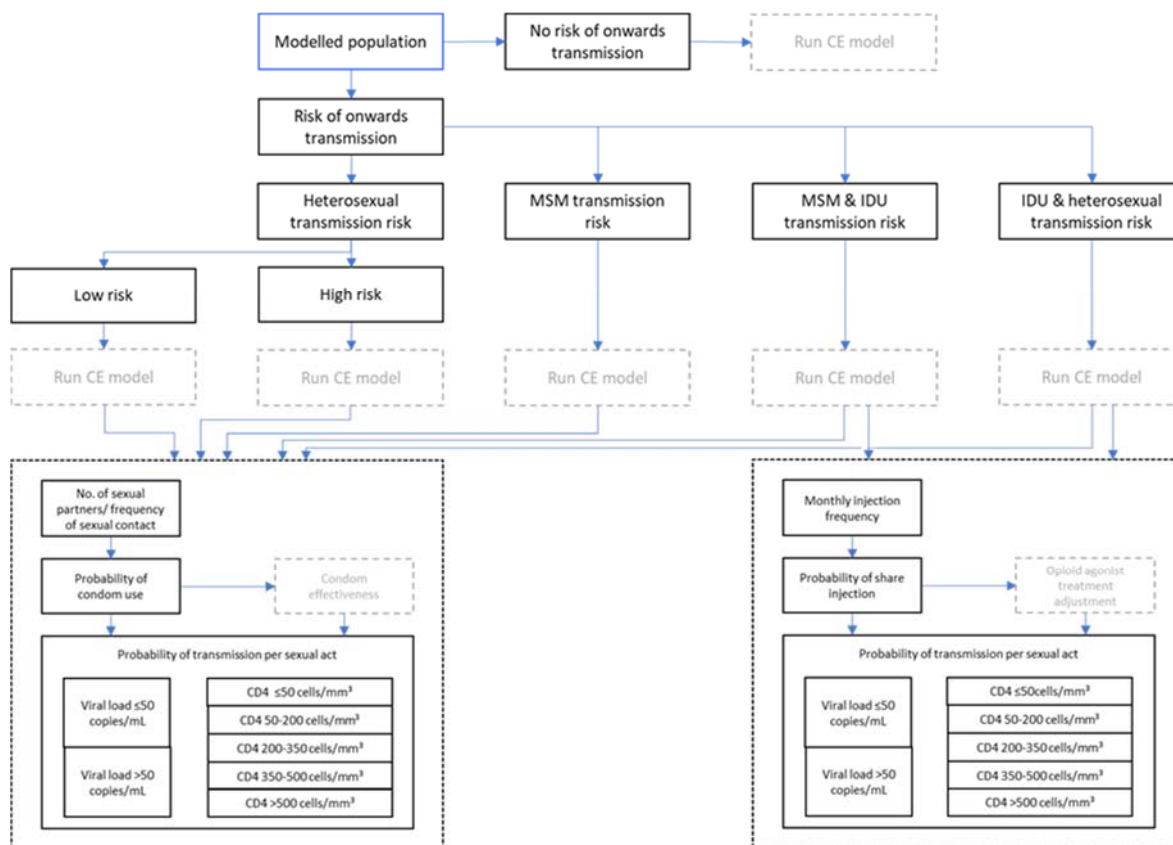 Modelled population
No risk of onwards
transmission
Run CE model
Risk of onwards
transmission
Heterosexual
transmission risk
MSM transmission
risk
MSM & IDU
transmission risk
IDU & heterosexual
transmission risk
Low risk
High risk
Run CE model
Run CE model
Run CE model
Run CE model
Run CE model
No. of sexual
partners/ frequency
of sexual contact
Probability of
condom use
Condom
effectiveness
Probability of transmission per sexual act
Viral load ≤50
copies/mL
Viral load >50
copies/mL
CD4 ≤50 cells/mm³
CD4 50-200 cells/mm³
CD4 200-350 cells/mm³
CD4 350-500 cells/mm³
CD4 >500 cells/mm³
Monthly injection
frequency
Probability of share
injection
Opioid agonist
treatment
adjustment
Probability of transmission per sexual act
Viral load ≤50
copies/mL
Viral load >50
copies/mL
CD4 ≤50cells/mm³
CD4 50-200 cells/mm³
CD4 200-350 cells/mm³
CD4 350-500 cells/mm³
CD4 >500 cells/mm³